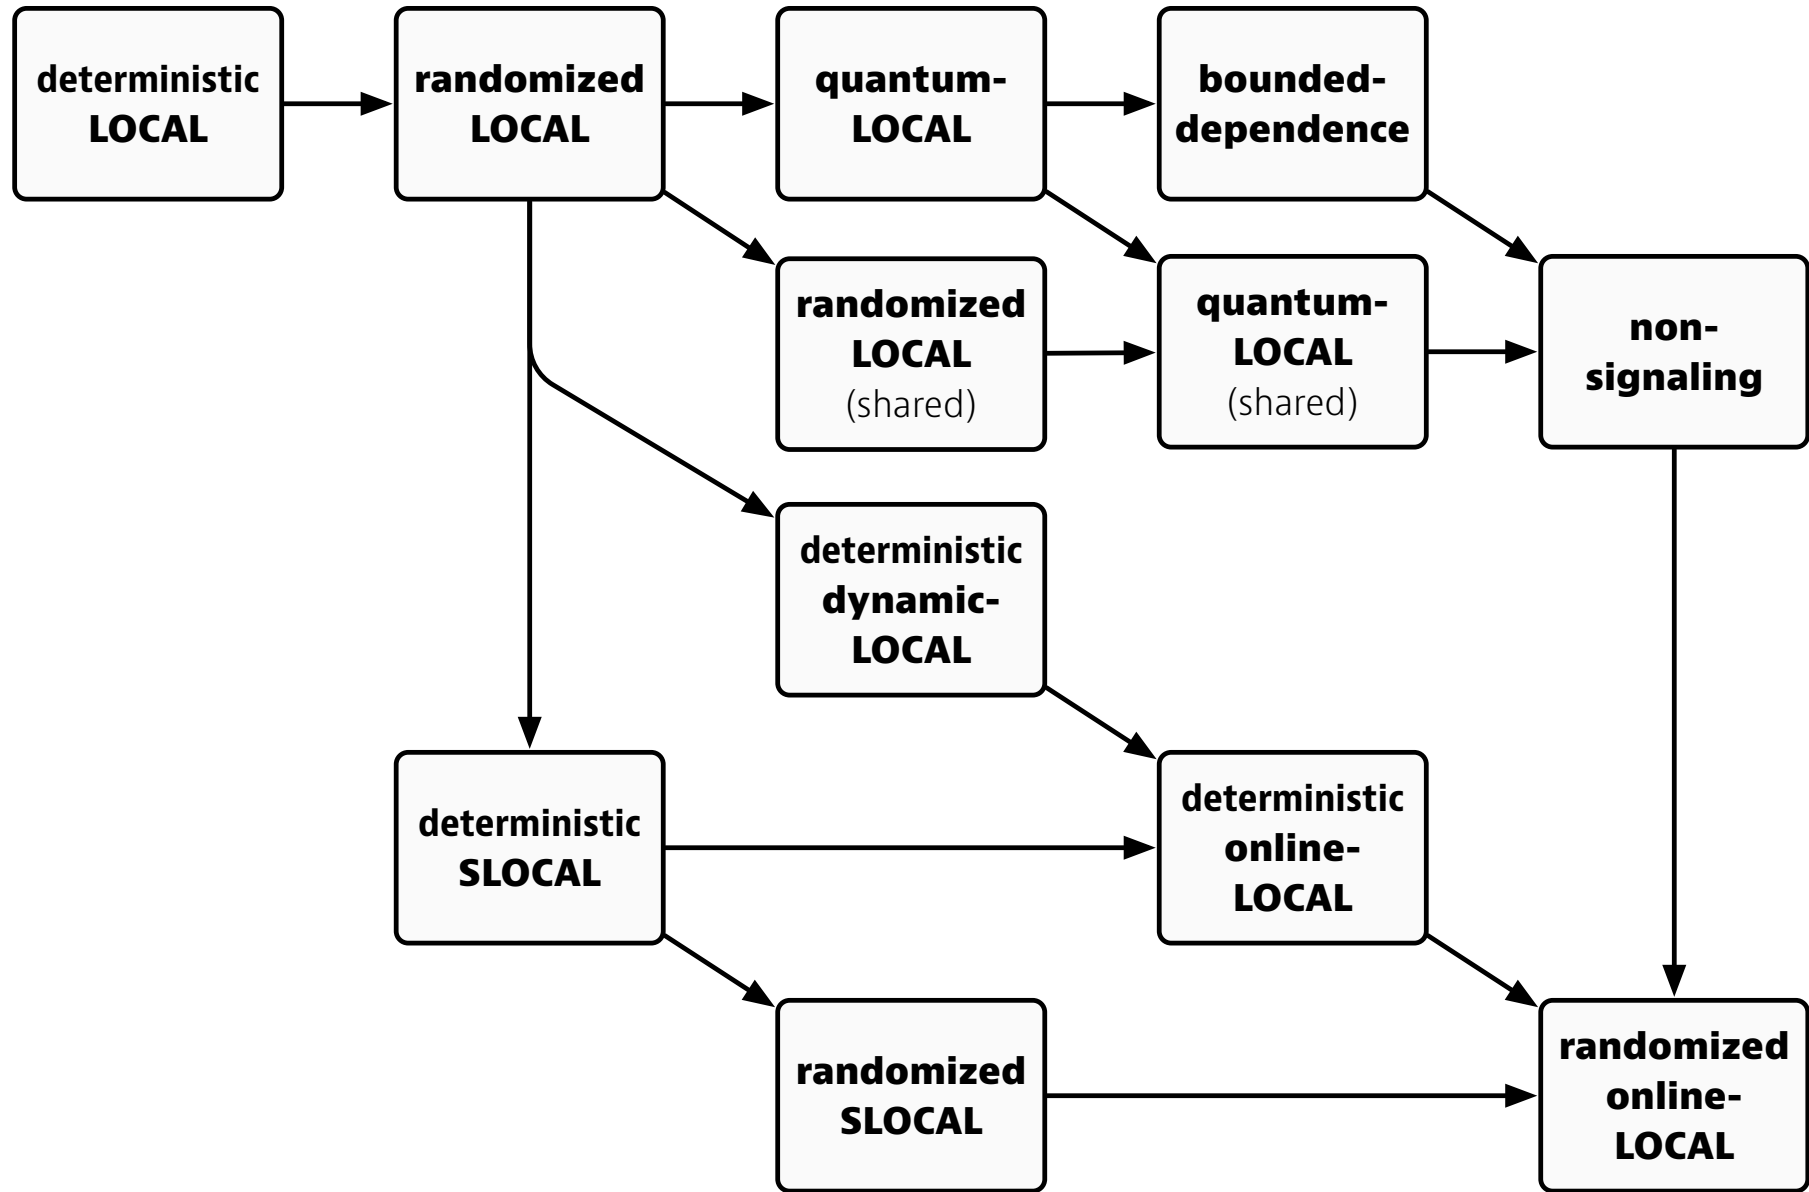 deterministic
LOCAL
randomized
LOCAL
quantum-
LOCAL
bounded-
dependence
randomized
LOCAL
(shared)
quantum-
LOCAL
(shared)
non-
signaling
deterministic
dynamic-
LOCAL
deterministic
SLOCAL
deterministic
online-
LOCAL
randomized
SLOCAL
randomized
online-
LOCAL